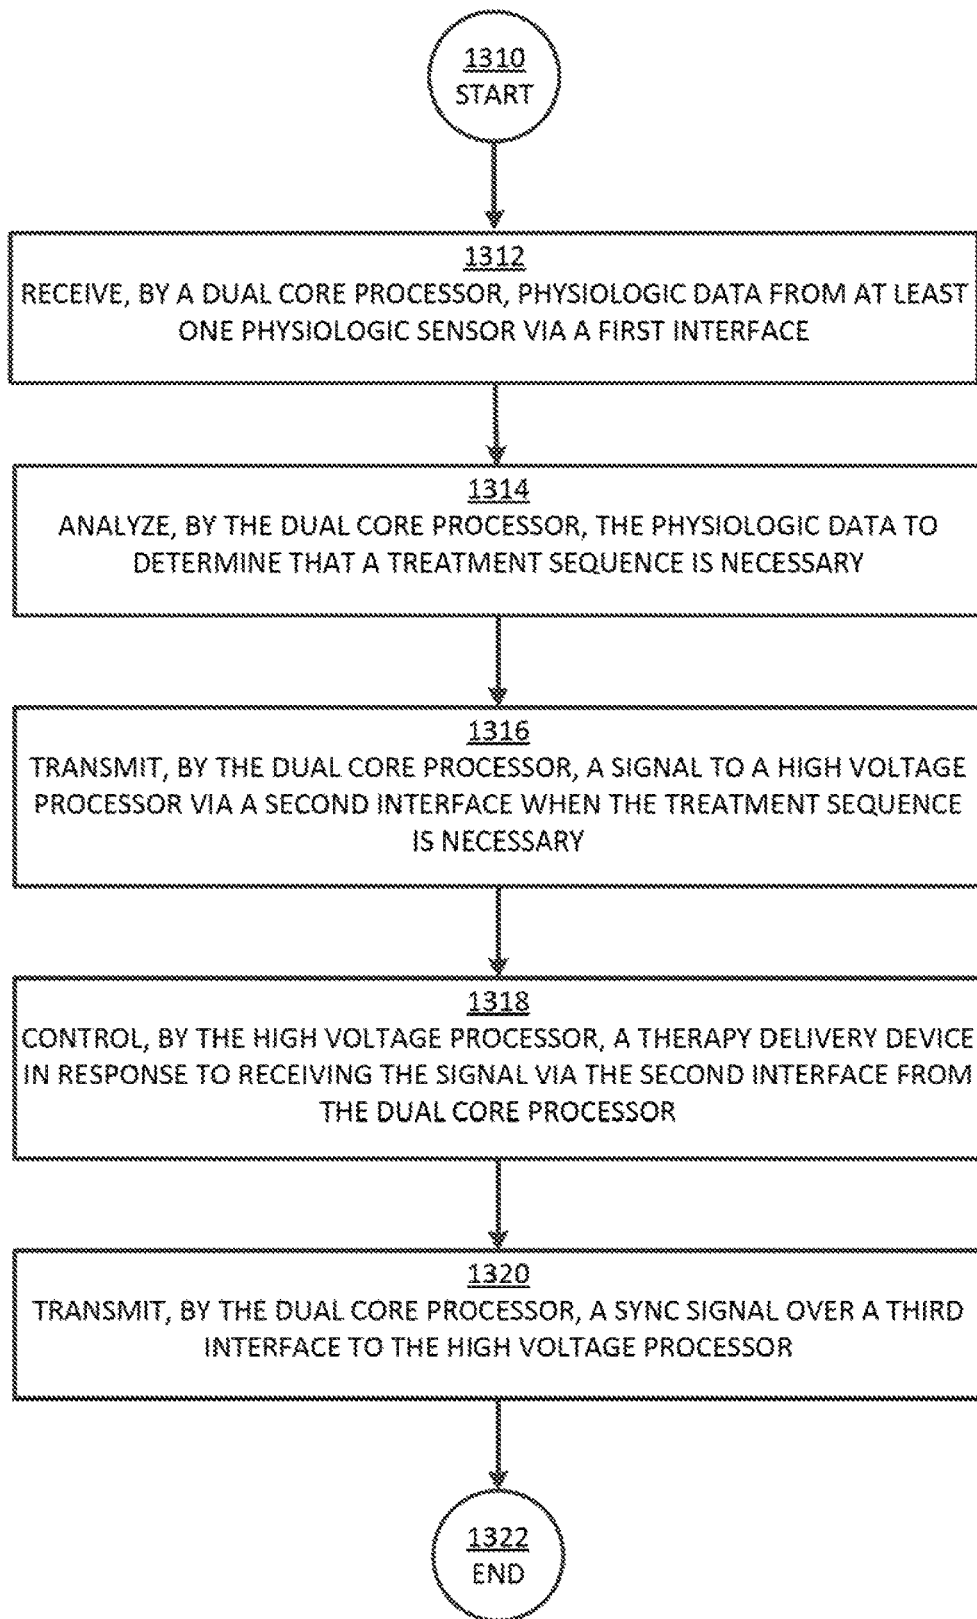 1310
START
1312
RECEIVE, BY A DUAL CORE PROCESSOR, PHYSIOLOGIC DATA FROM AT LEAST
ONE PHYSIOLOGIC SENSOR VIA A FIRST INTERFACE
1314
ANALYZE, BY THE DUAL CORE PROCESSOR, THE PHYSIOLOGIC DATA TO
DETERMINE THAT A TREATMENT SEQUENCE IS NECESSARY
1316
TRANSMIT, BY THE DUAL CORE PROCESSOR, A SIGNAL TO A HIGH VOLTAGE
PROCESSOR VIA A SECOND INTERFACE WHEN THE TREATMENT SEQUENCE
IS NECESSARY
1318
CONTROL, BY THE HIGH VOLTAGE PROCESSOR, A THERAPY DELIVERY DEVICE
IN RESPONSE TO RECEIVING THE SIGNAL VIA THE SECOND INTERFACE FROM
THE DUAL CORE PROCESSOR
1320
TRANSMIT, BY THE DUAL CORE PROCESSOR, A SYNC SIGNAL OVER A THIRD
INTERFACE TO THE HIGH VOLTAGE PROCESSOR
1322
END